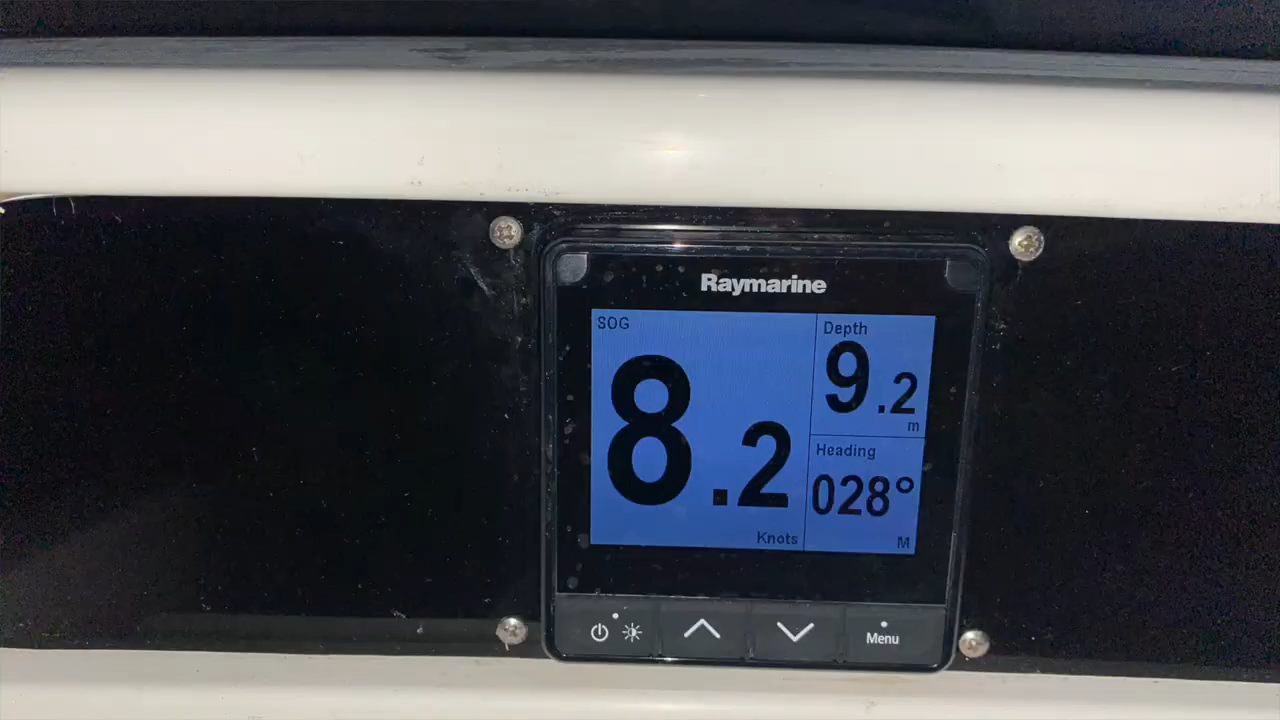 Raymarine
SOG
8.2
Knots
Depth
9.2
m
Heading
028°
M
Menu